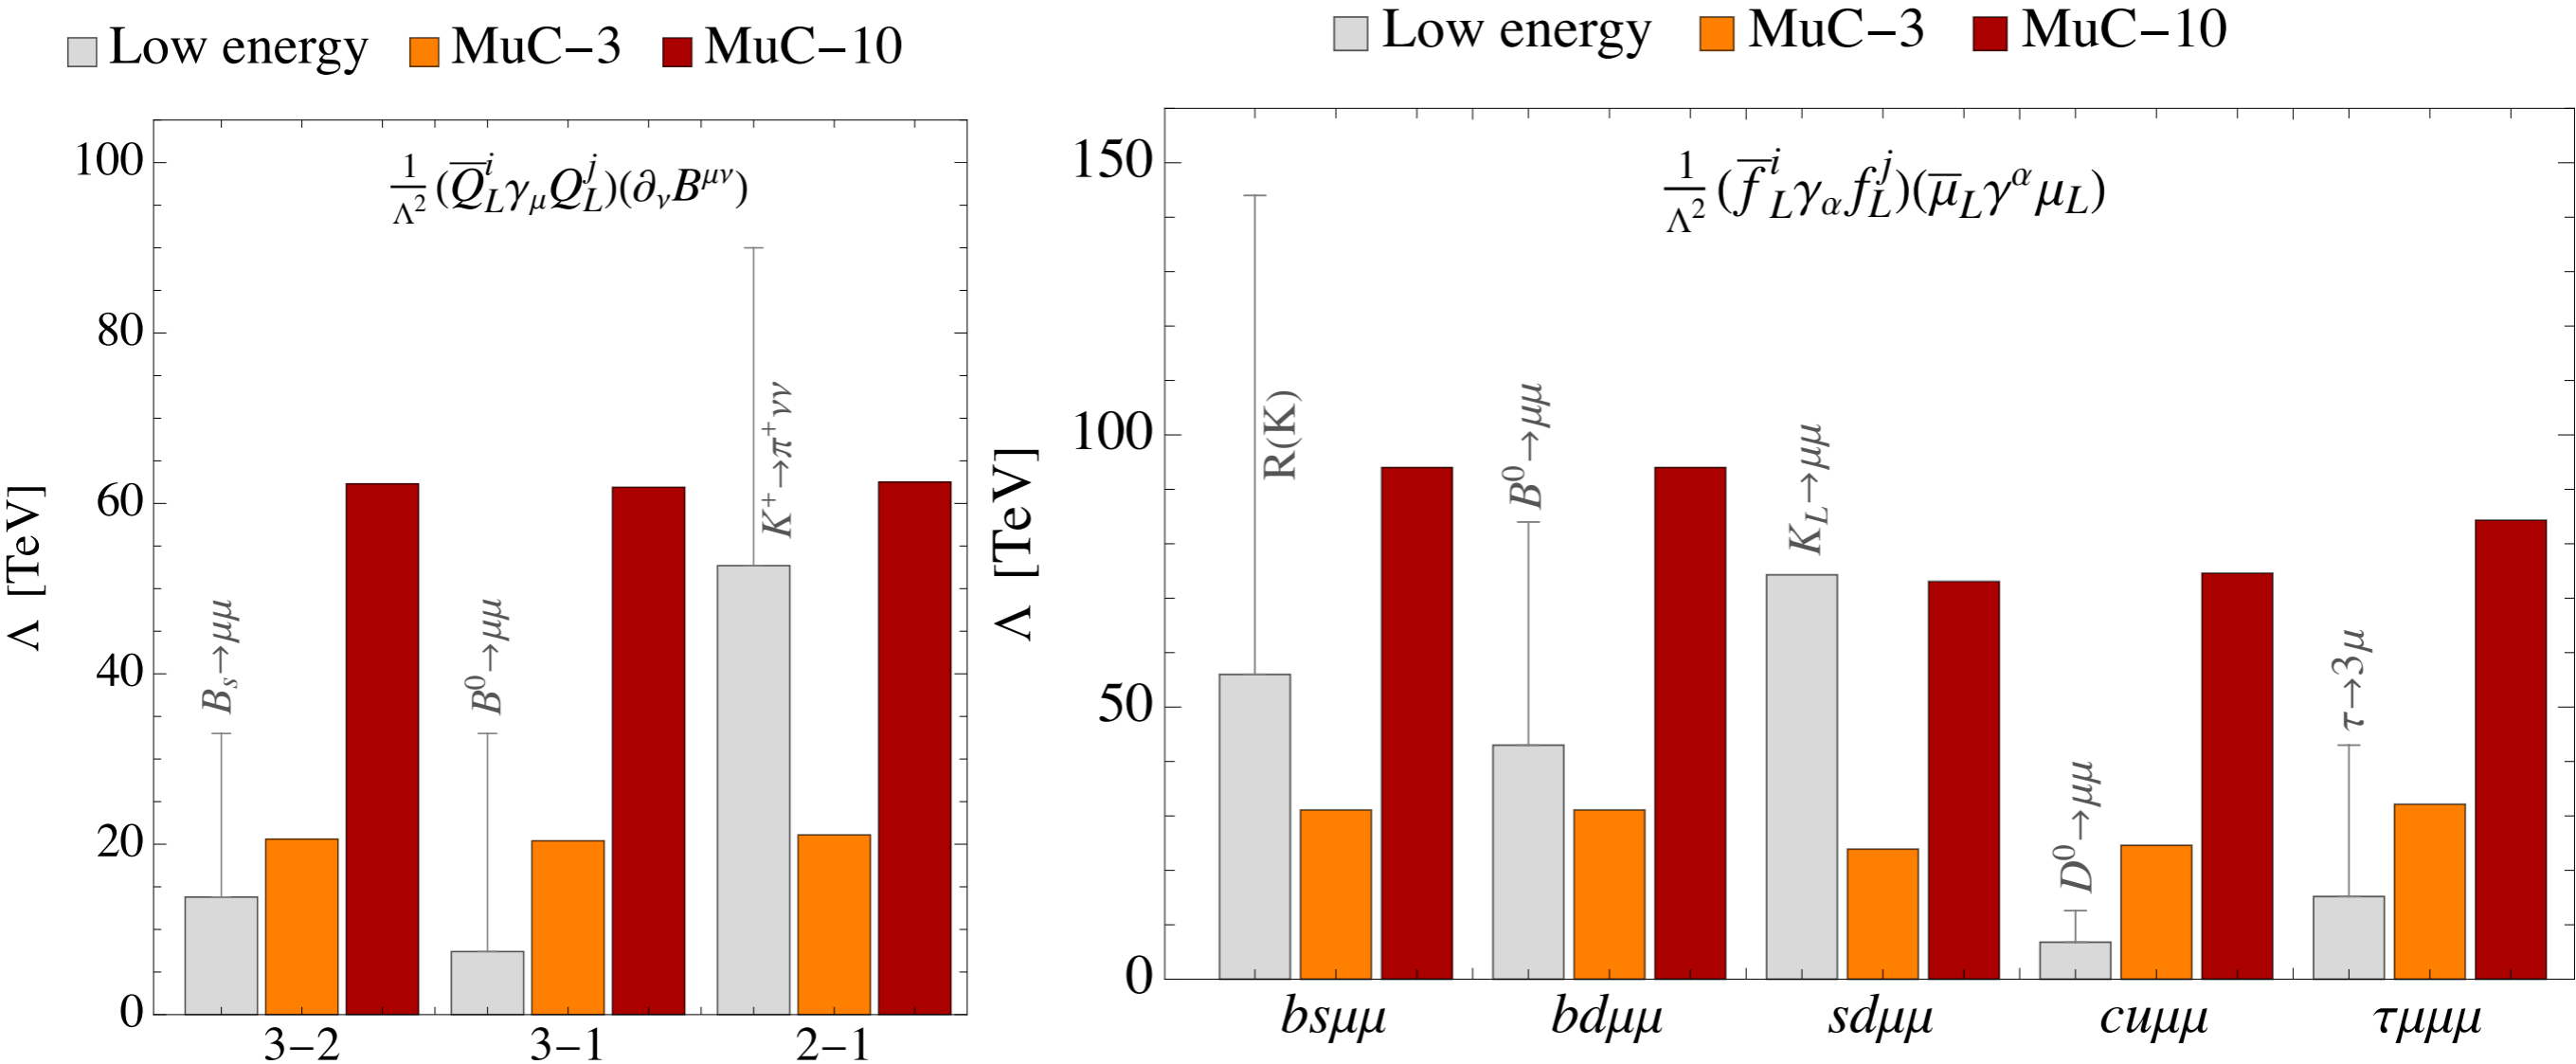 Low energy MuC−3 MuC−10
1/Λ² (Q̅ᵢL γμ QʲL)(∂νBμν)
Λ [TeV]
100
80
60
40
20
0
Bs→μμ
B⁰→μμ
K⁺→π⁺νν
3−2 3−1 2−1
Low energy MuC−3 MuC−10
1/Λ² (f̅ⁱL γα fʲL)(μ̅L γᵅ μL)
Λ [TeV]
150
100
50
0
R(K)
B⁰→μμ
KL→μμ
D⁰→μμ
τ→3μ
bsμμ bdμμ sdμμ cuμμ τμμμ